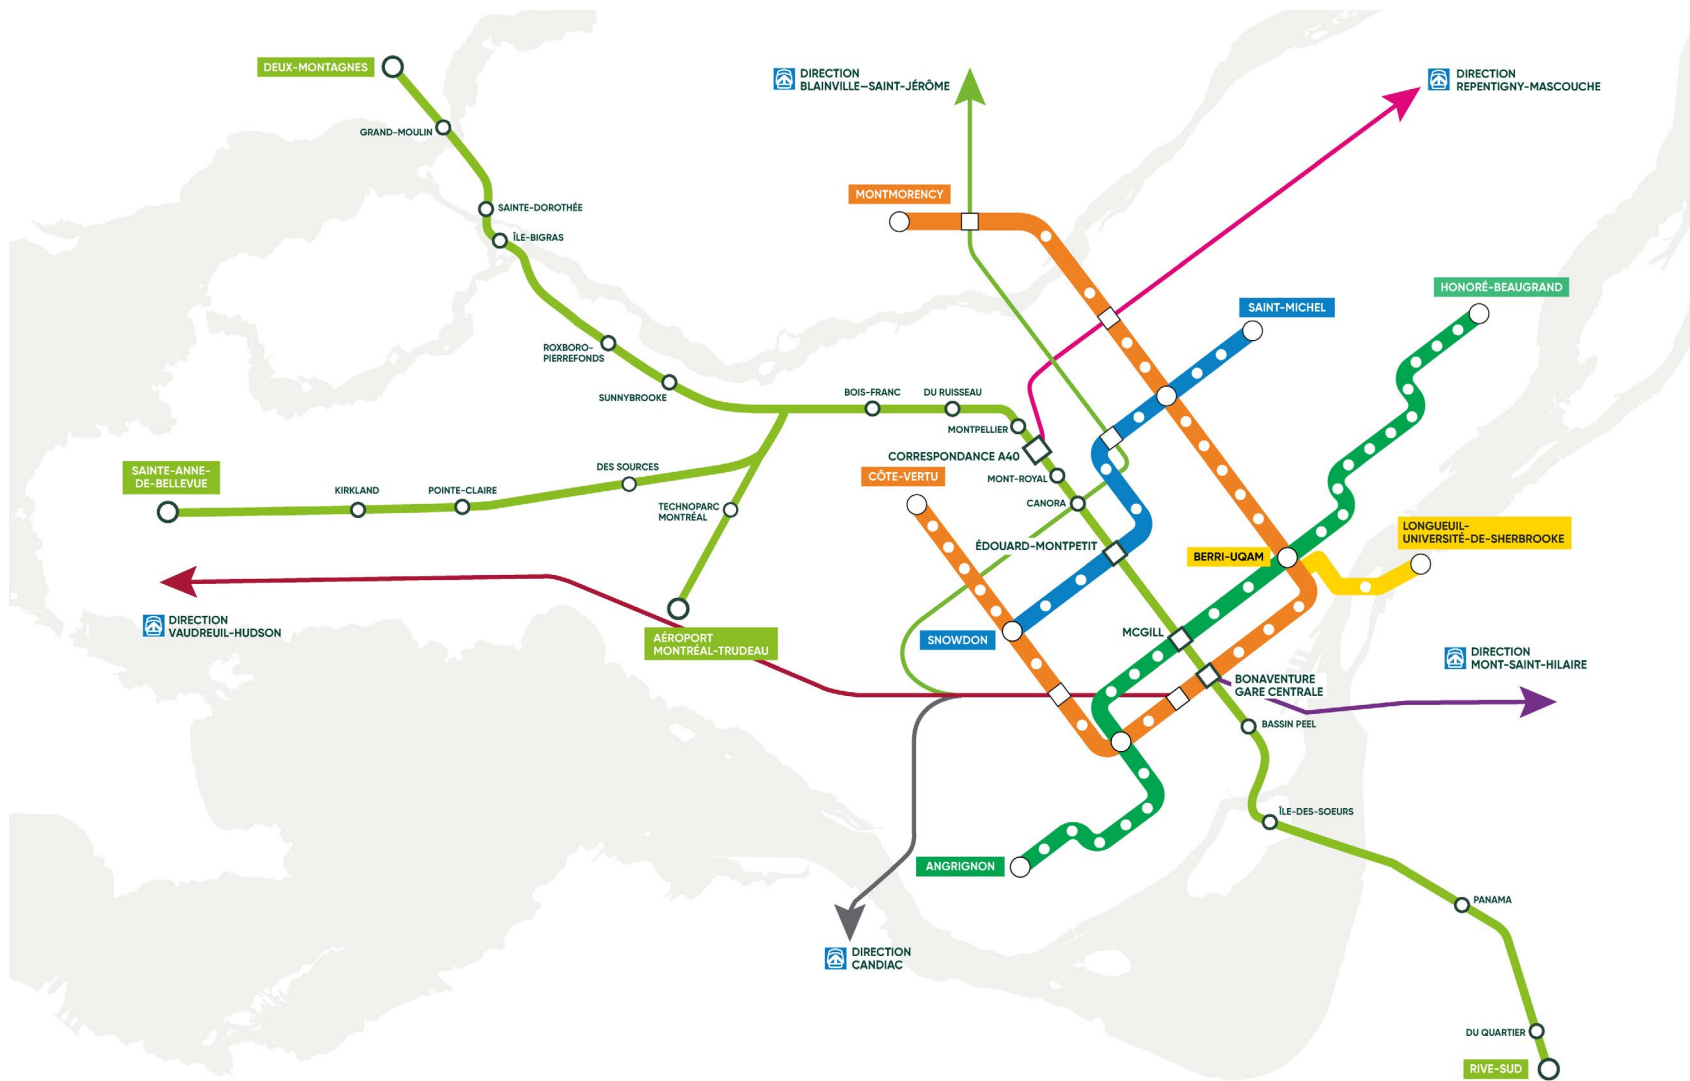 DEUX-MONTAGNES
DIRECTION
BLAINVILLE–SAINT-JÉRÔME
DIRECTION
REPENTIGNY-MASCOUCHE
GRAND-MOULIN
MONTMORENCY
SAINTE-DOROTHÉE
ÎLE-BIGRAS
HONORÉ-BEAUGRAND
SAINT-MICHEL
ROXBORO-
PIERREFONDS
SUNNYBROOKE
BOIS-FRANC
DU RUISSEAU
MONTPELLIER
CORRESPONDANCE A40
SAINTE-ANNE-
DE-BELLEVUE
DES SOURCES
CÔTE-VERTU
MONT-ROYAL
KIRKLAND
POINTE-CLAIRE
TECHNOPARC
MONTRÉAL
CANORA
LONGUEUIL-
UNIVERSITÉ-DE-SHERBROOKE
ÉDOUARD-MONTPETIT
BERRI-UQAM
DIRECTION
VAUDREUIL-HUDSON
AÉROPORT
MONTRÉAL-TRUDEAU
SNOWDON
MCGILL
DIRECTION
MONT-SAINT-HILAIRE
BONAVENTURE
GARE CENTRALE
BASSIN PEEL
ÎLE-DES-SOEURS
ANGRIGNON
PANAMA
DIRECTION
CANDIAC
DU QUARTIER
RIVE-SUD